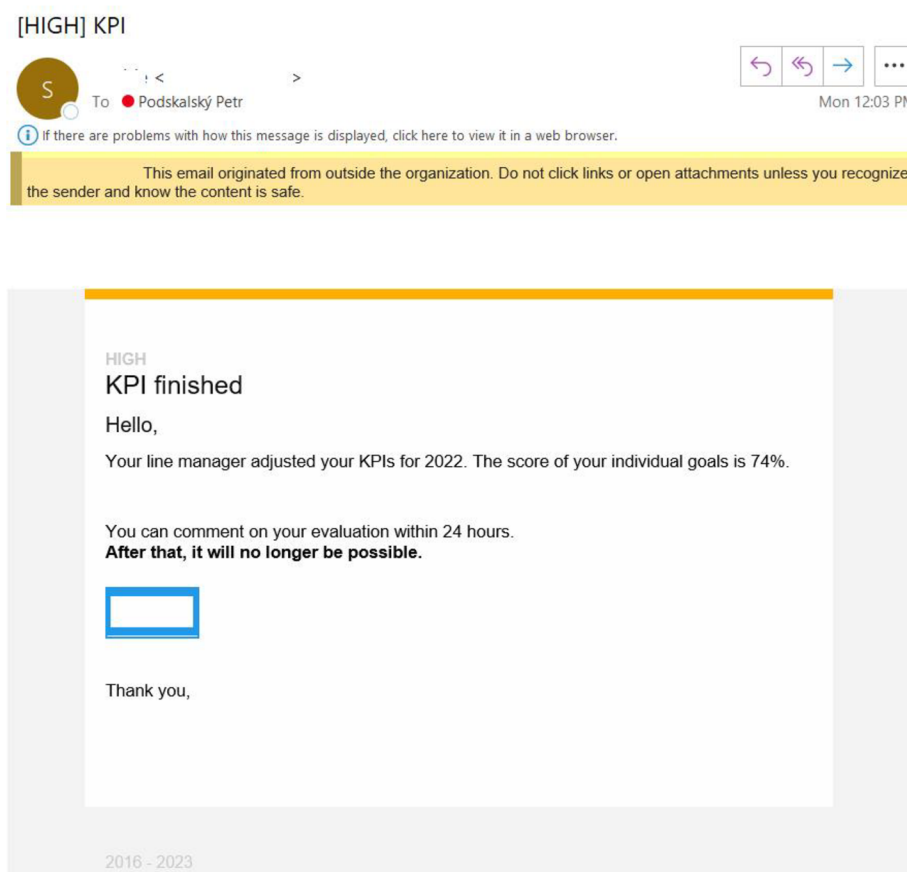 [HIGH] KPI
S
< >
To Podskalský Petr
Mon 12:03 PM
If there are problems with how this message is displayed, click here to view it in a web browser.
This email originated from outside the organization. Do not click links or open attachments unless you recognize
the sender and know the content is safe.
HIGH
KPI finished
Hello,
Your line manager adjusted your KPIs for 2022. The score of your individual goals is 74%.
You can comment on your evaluation within 24 hours.
After that, it will no longer be possible.
Thank you,
2016 - 2023